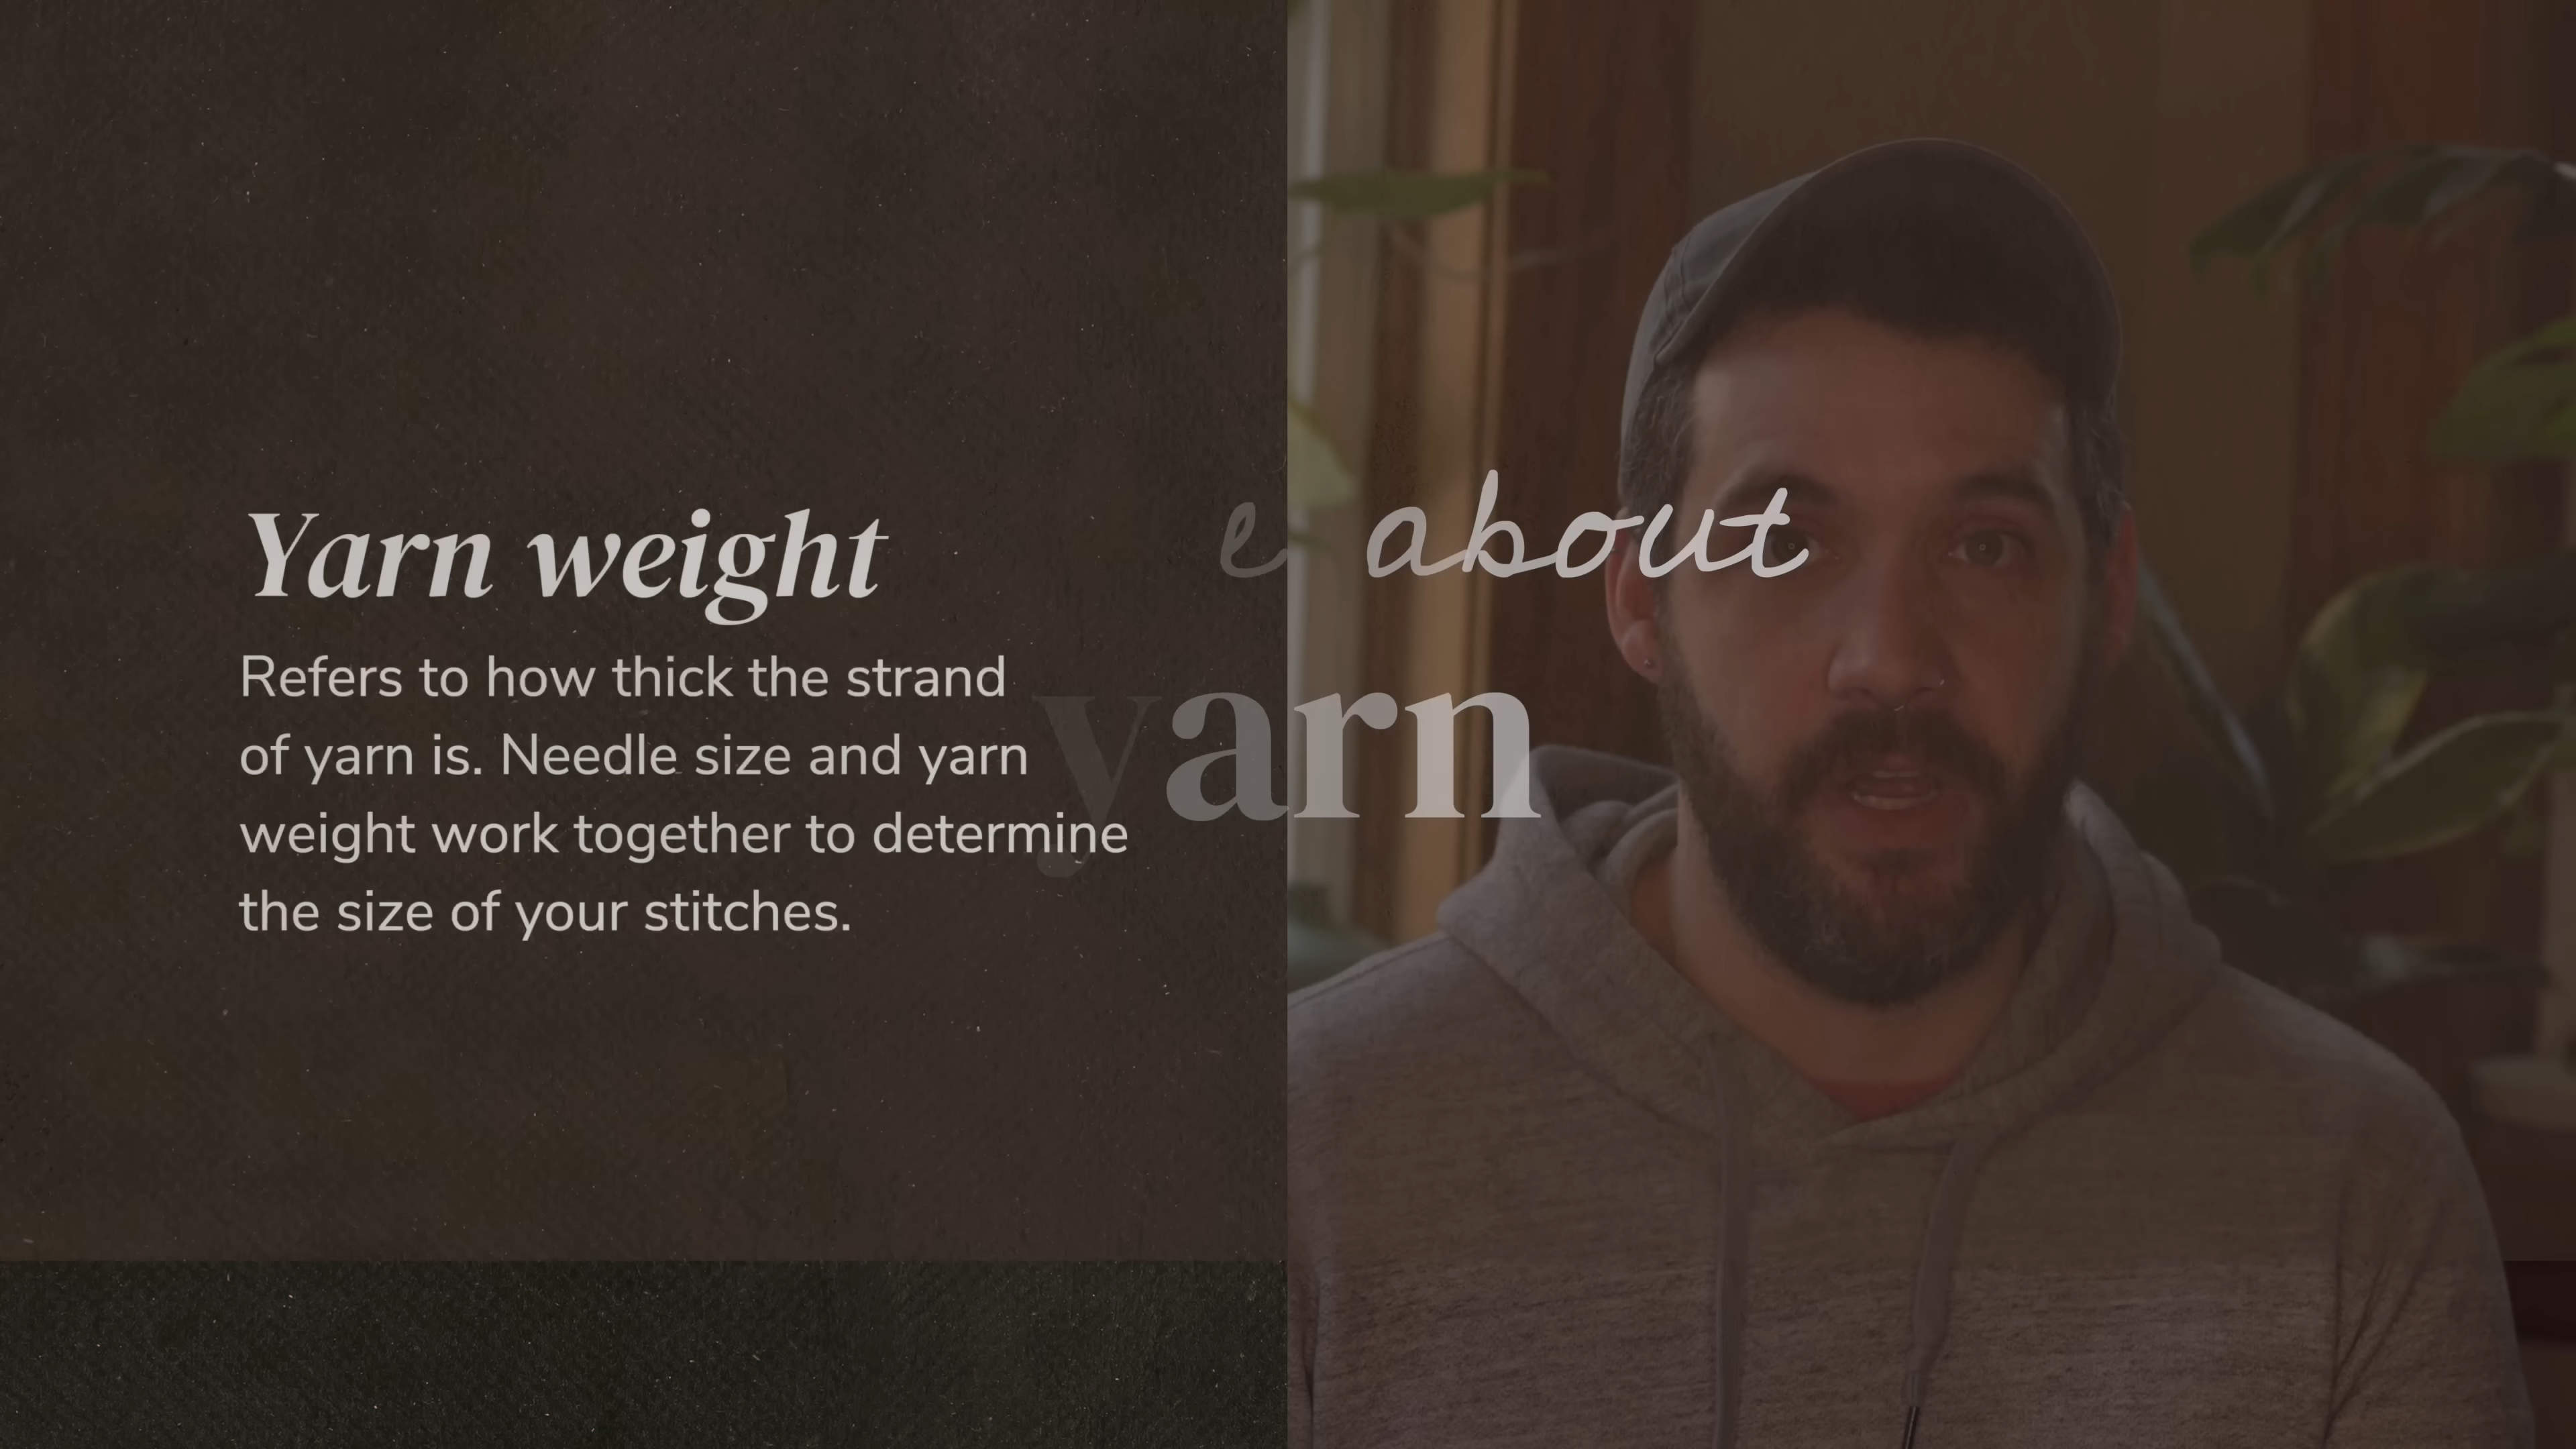 Yarn weight
Refers to how thick the strand
of yarn is. Needle size and yarn
weight work together to determine
the size of your stitches.
e about
yarn